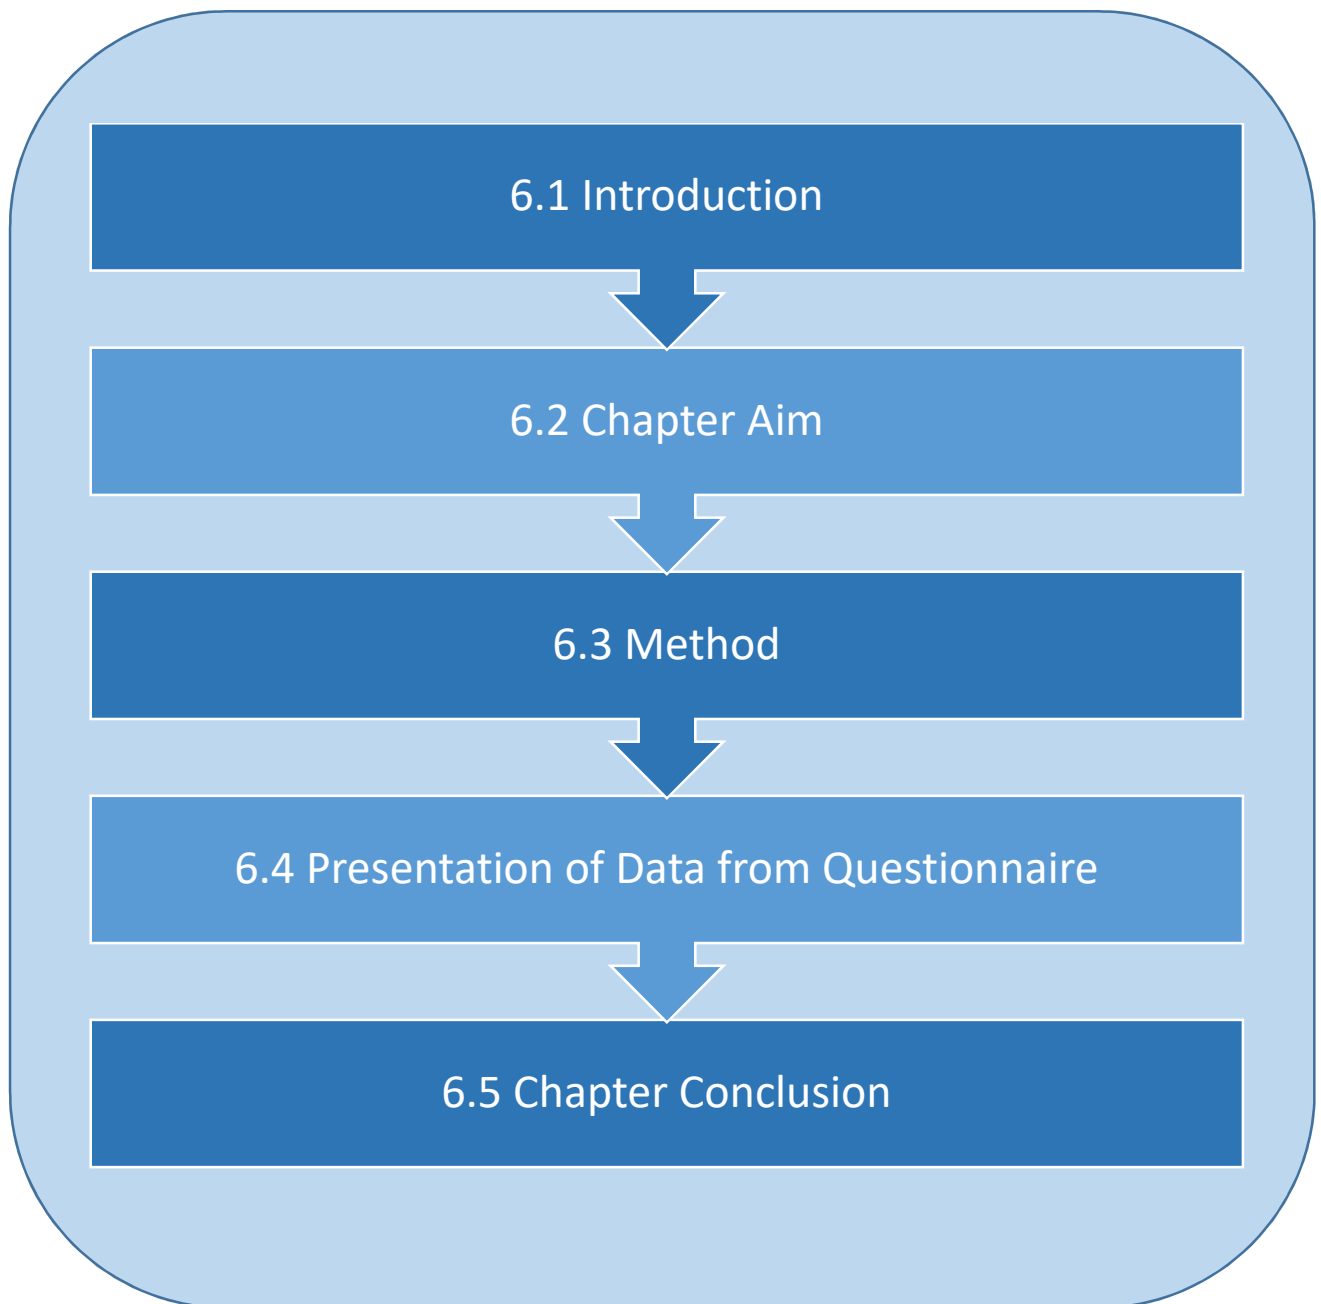 6.1 Introduction
6.2 Chapter Aim
6.3 Method
6.4 Presentation of Data from Questionnaire
6.5 Chapter Conclusion